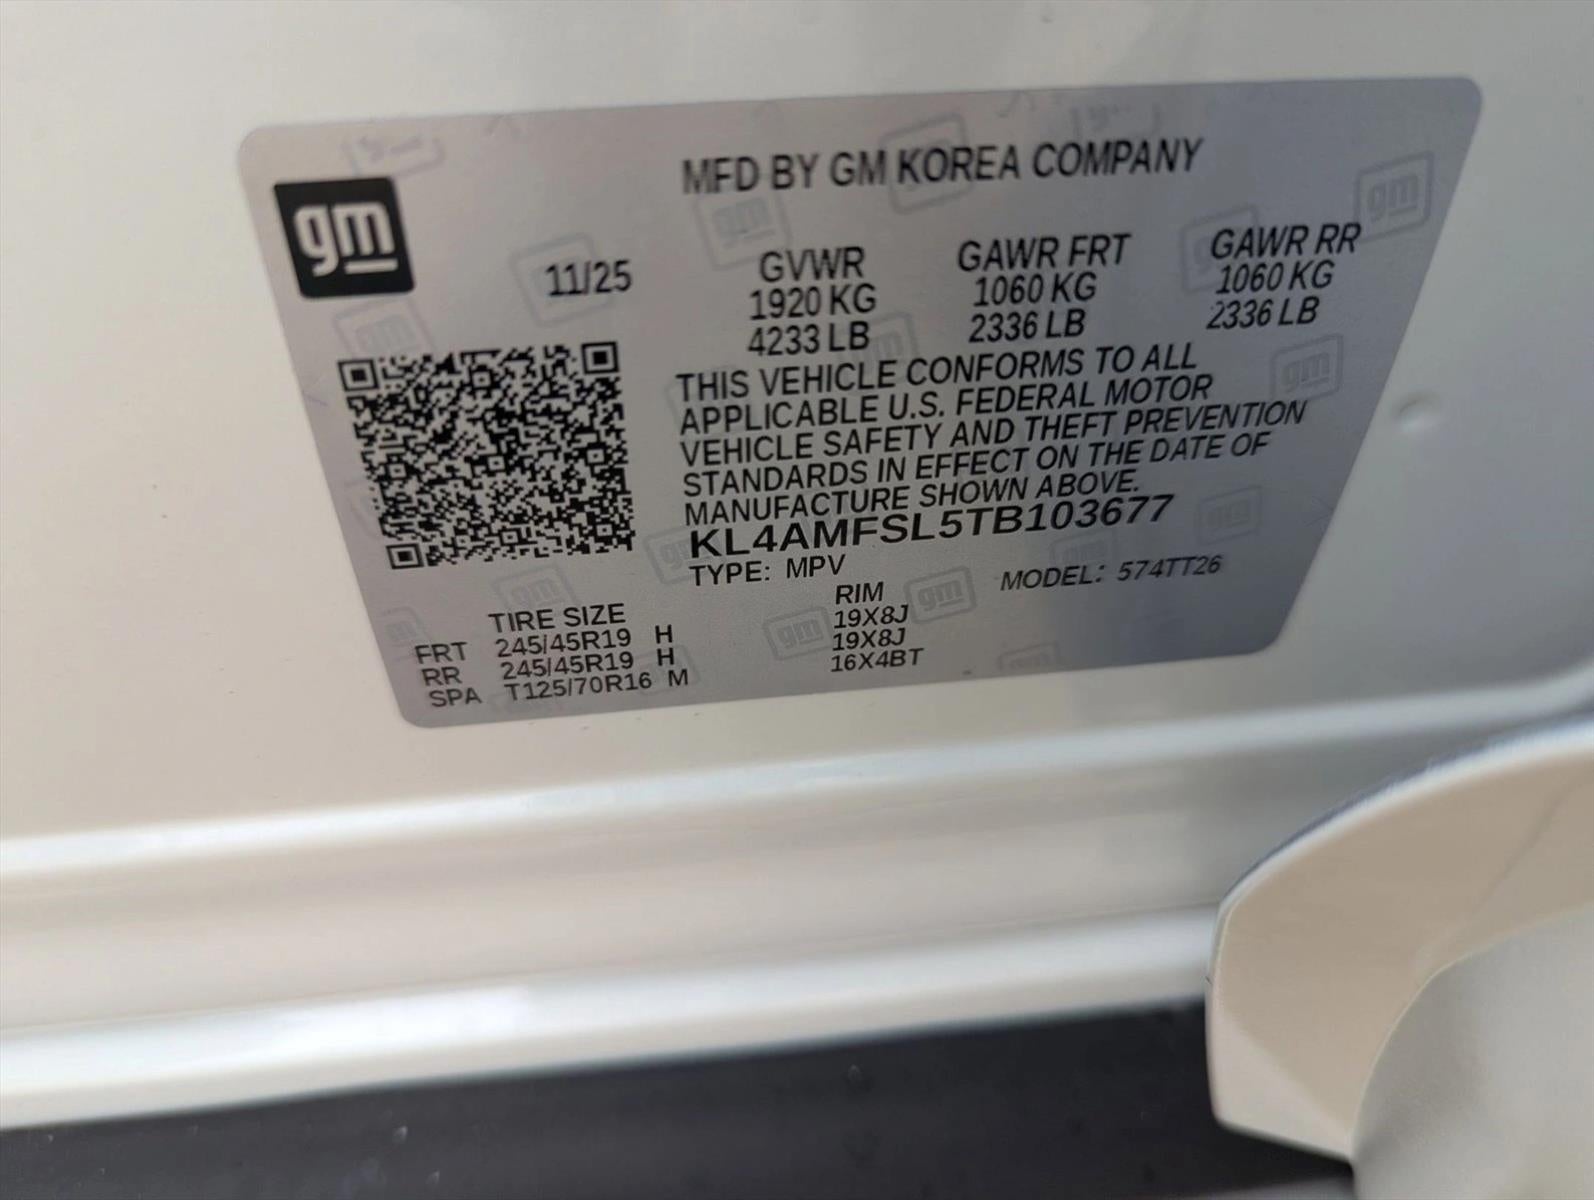 gm
MFD BY GM KOREA COMPANY
11/25
GVWR GAWR FRT GAWR RR
1920 KG 1060 KG 1060 KG
4233 LB 2336 LB 2336 LB
THIS VEHICLE CONFORMS TO ALL
APPLICABLE U.S. FEDERAL MOTOR
VEHICLE SAFETY AND THEFT PREVENTION
STANDARDS IN EFFECT ON THE DATE OF
MANUFACTURE SHOWN ABOVE.
KL4AMFSL5TB103677
TYPE: MPV MODEL: 574TT26
TIRE SIZE RIM
FRT 245/45R19 H 19X8J
RR 245/45R19 H 19X8J
SPA T125/70R16 M 16X4BT